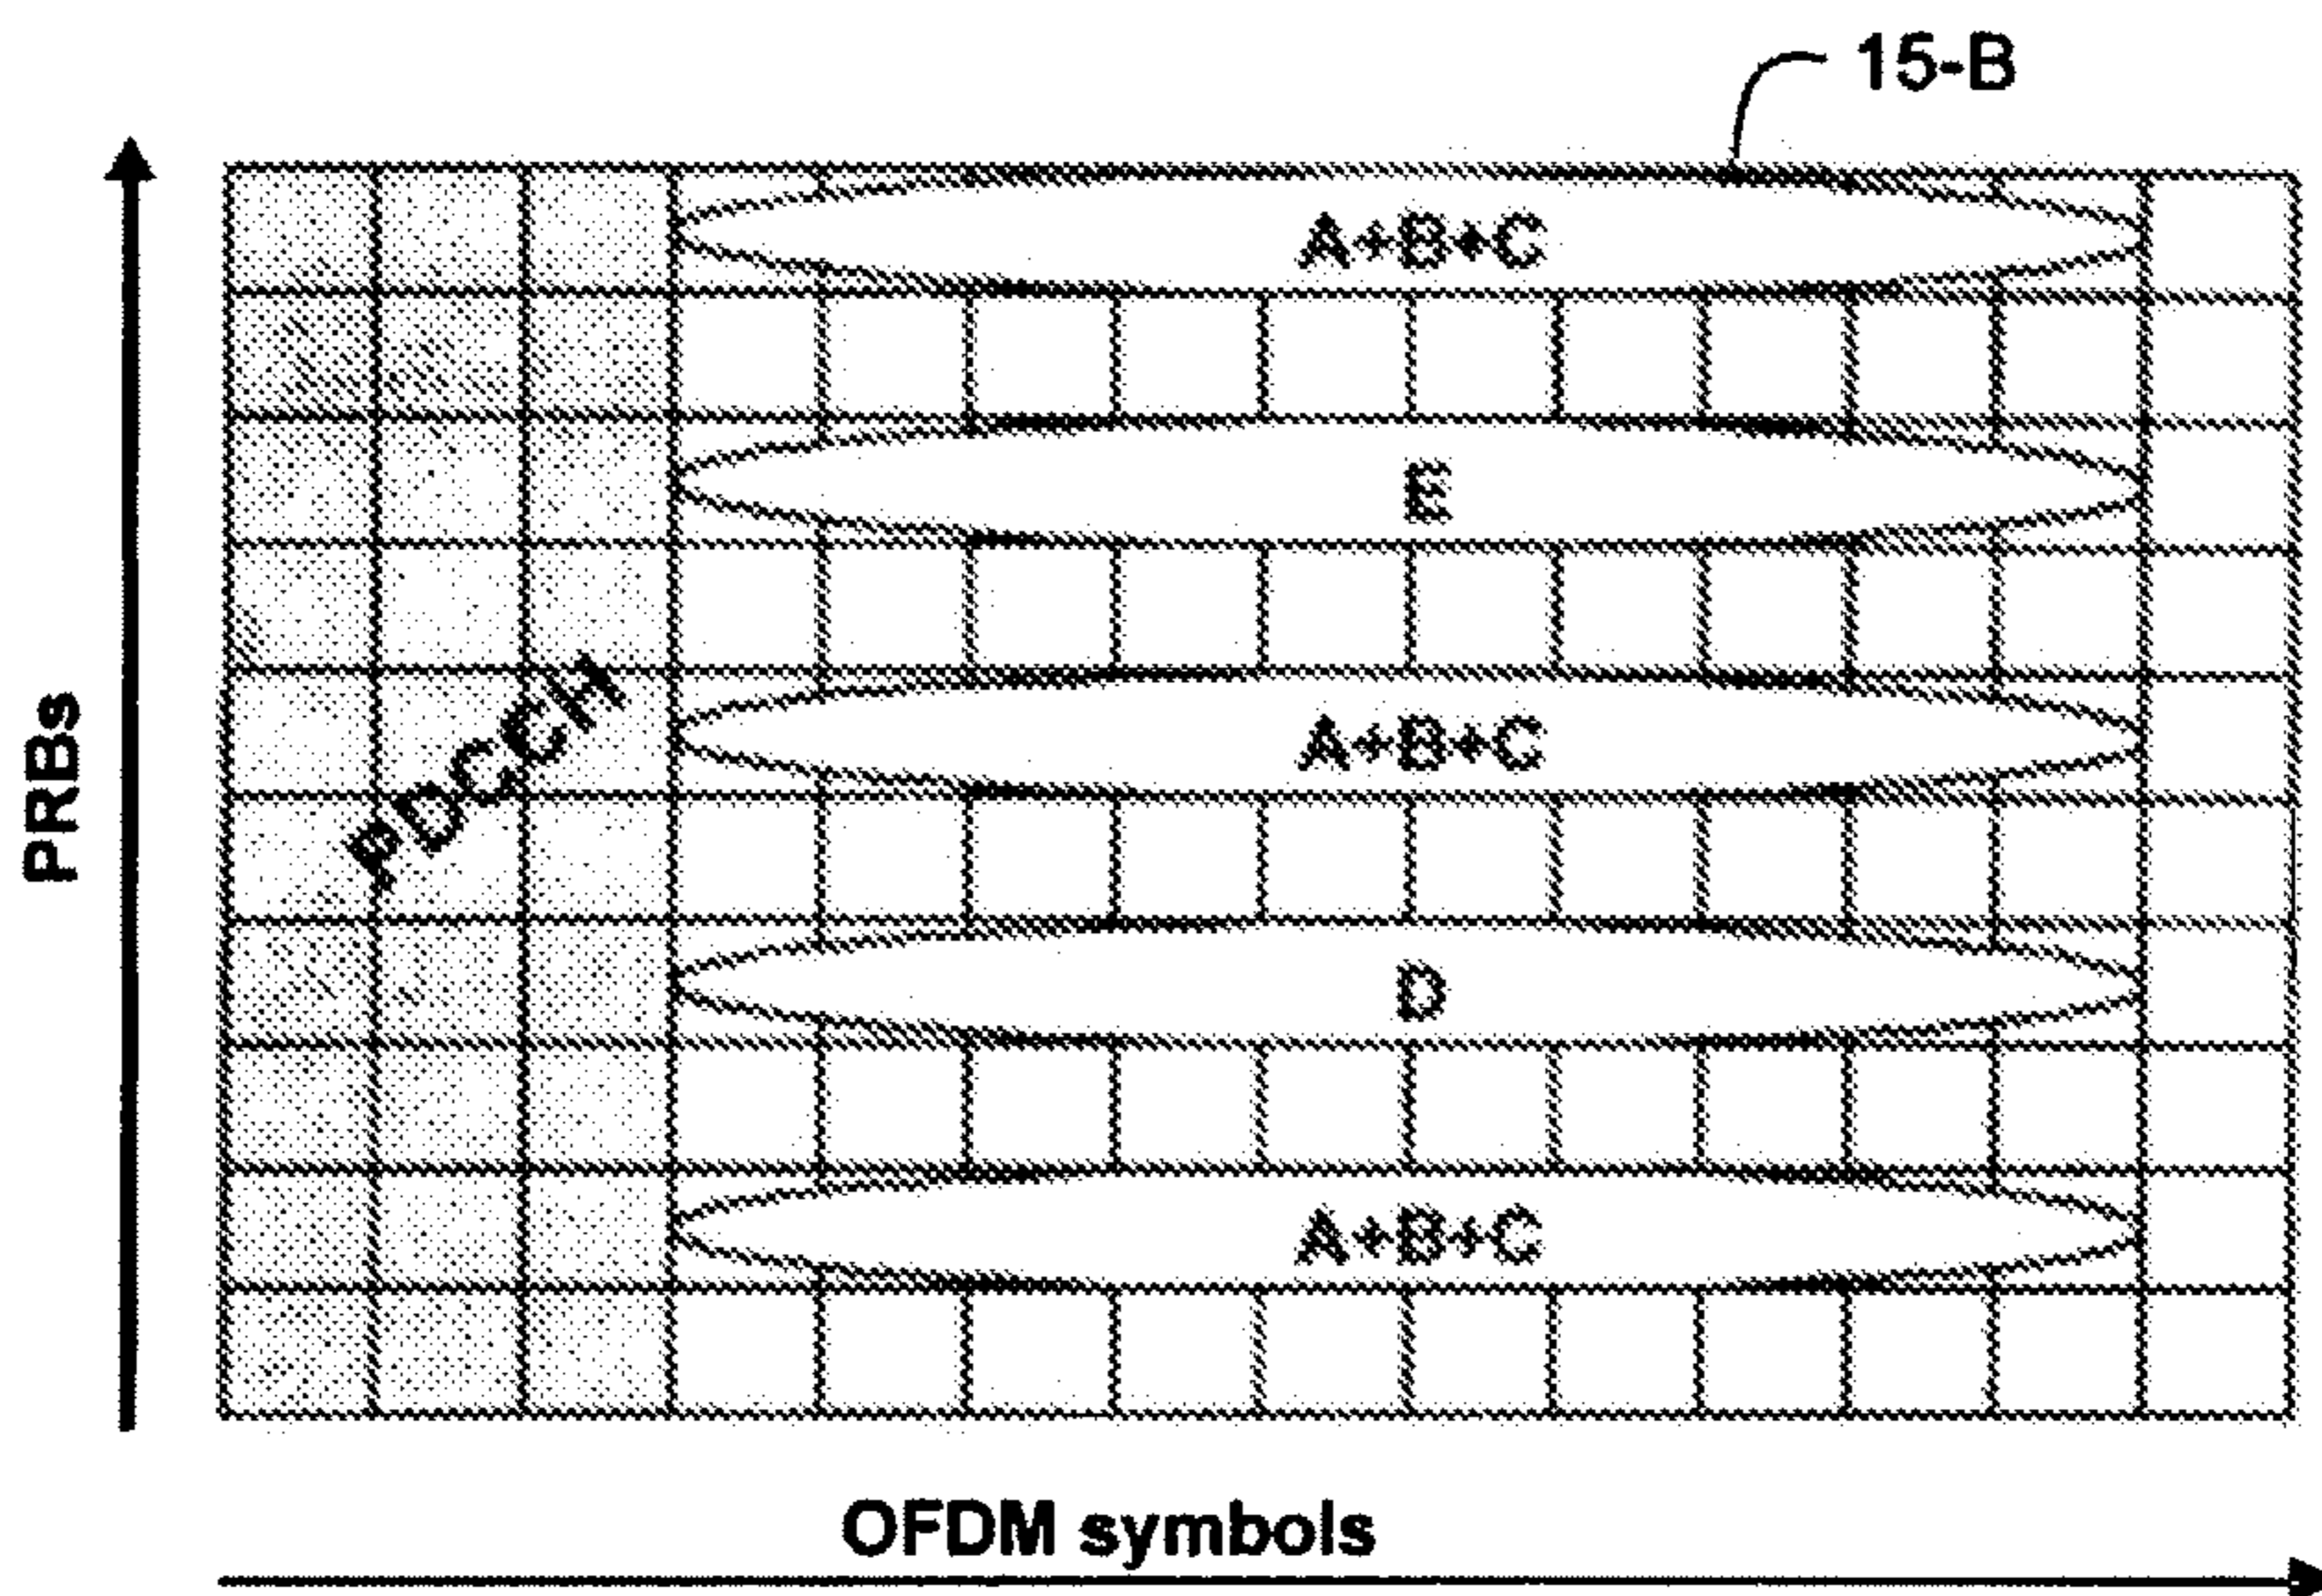 15-B
A+B+C
E
A+B+C
PDCCH
PRBs
D
A+B+C
OFDM symbols